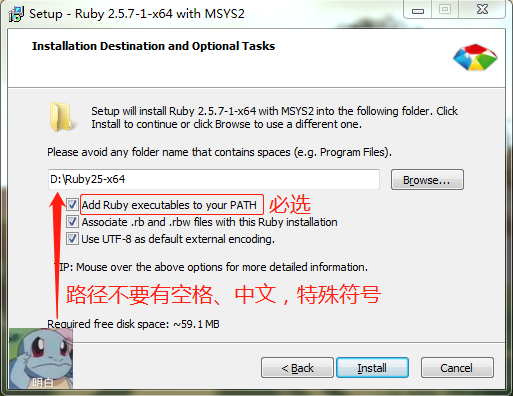 Setup - Ruby 2.5.7-1-x64 with MSYS2
Installation Destination and Optional Tasks
Setup will install Ruby 2.5.7-1-x64 with MSYS2 into the following folder. Click
Install to continue or click Browse to use a different one.
Please avoid any folder name that contains spaces (e.g. Program Files).
D:\Ruby25-x64
Browse...
Add Ruby executables to your PATH 必选
Associate .rb and .rbw files with this Ruby installation
Use UTF-8 as default external encoding.
TIP: Mouse over the above options for more detailed information.
路径不要有空格、中文，特殊符号
Required free disk space: ~59.1 MB
明白
< Back
Install
Cancel